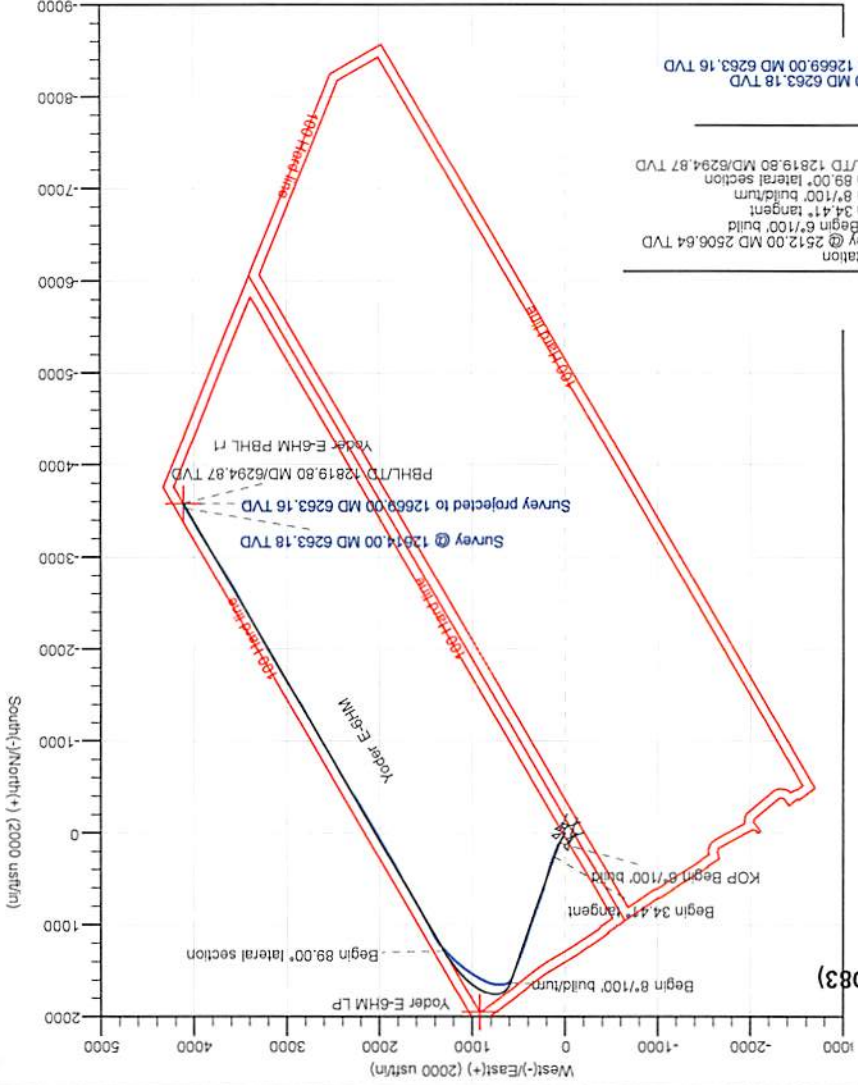 West(-)/East(+) (2000 usft/in)
-2000
-1000
0
1000
2000
3000
4000
5000
2000
1000
0
-1000
-2000
-3000
-4000
-5000
-6000
-7000
-8000
-9000
South(-)/North(+) (2000 usft/in)
083)
Yoder E-6HM LP
Begin 8°/100' build/turn
Begin 89.00° lateral section
Begin 34.41° tangent
KOP Begin 6°/100' build
Yoder E-6HM
100 Hard line
100 Hard line
100 Hard line
100 Hard line
Survey @ 12614.00 MD 6263.18 TVD
Survey projected to 12669.00 MD 6263.16 TVD
PBHL/TD 12819.80 MD/6294.87 TVD
Yoder E-6HM PBHL r1
tation
y @ 2512.00 MD 2506.64 TVD
Begin 6°/100' build
34.41° tangent
8°/100' build/turn
89.00° lateral section
/TD 12819.80 MD/6294.87 TVD
MD 6263.18 TVD
12669.00 MD 6263.16 TVD